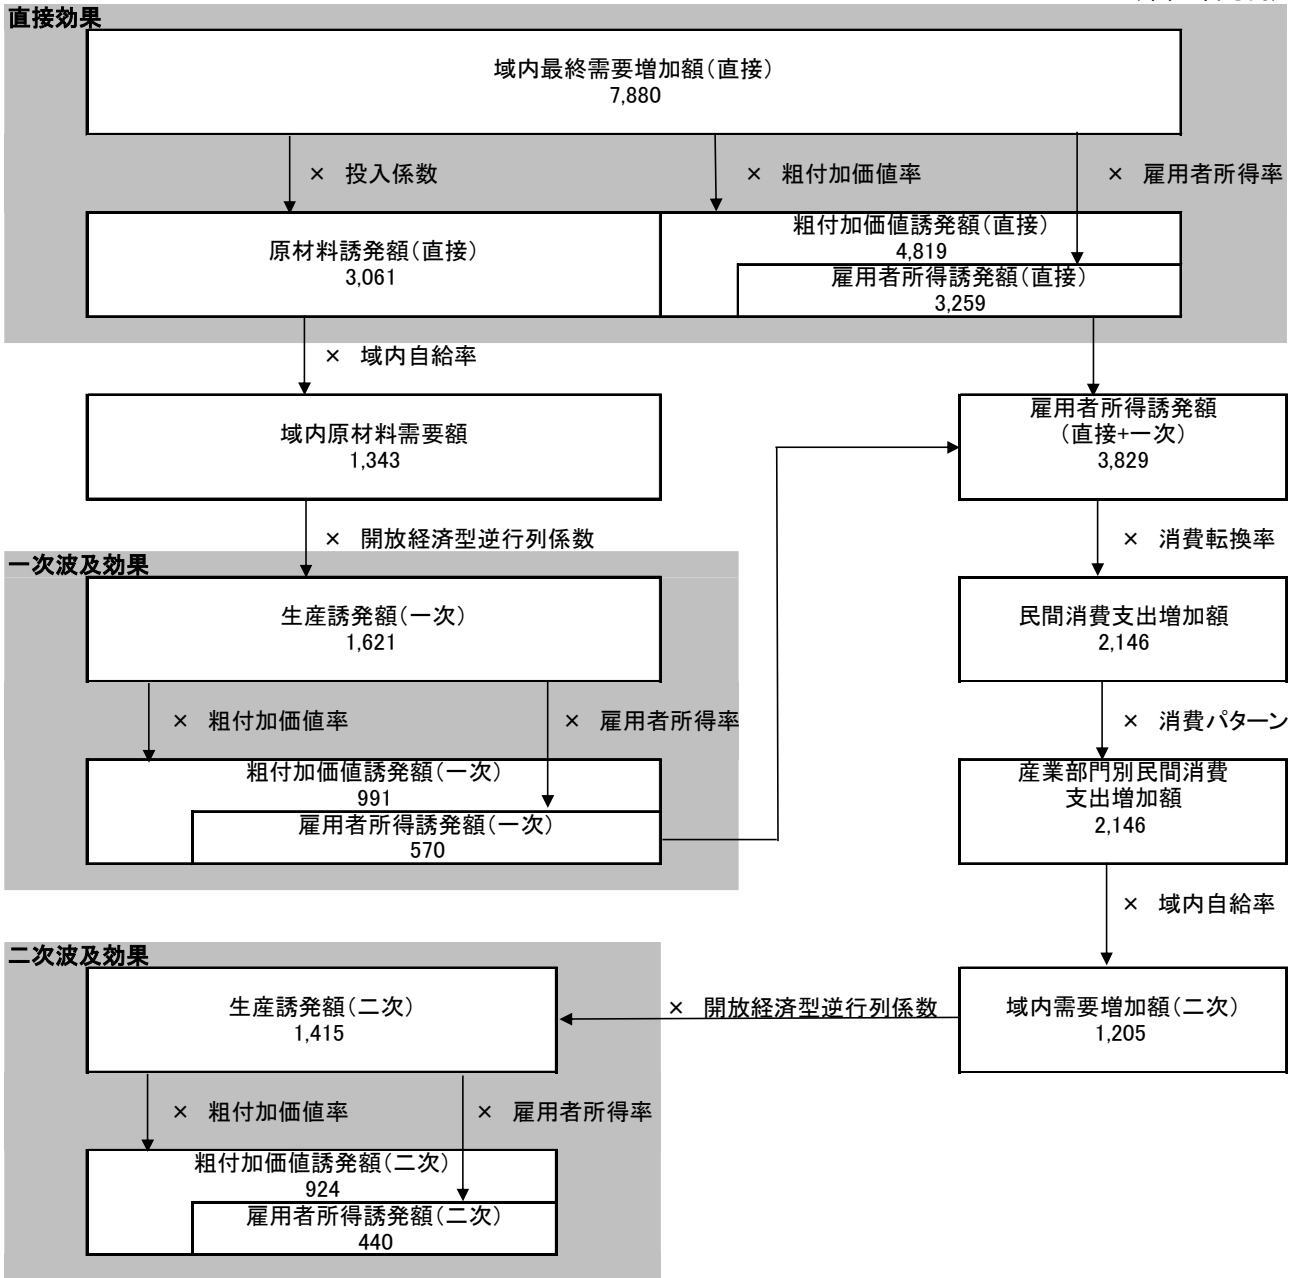 直接効果
域内最終需要増加額(直接)
7,880
× 投入係数
× 粗付加価値率
× 雇用者所得率
原材料誘発額(直接)
3,061
粗付加価値誘発額(直接)
4,819
雇用者所得誘発額(直接)
3,259
× 域内自給率
域内原材料需要額
1,343
雇用者所得誘発額
(直接+一次)
3,829
× 開放経済型逆行列係数
× 消費転換率
一次波及効果
生産誘発額(一次)
1,621
民間消費支出増加額
2,146
× 粗付加価値率
× 雇用者所得率
× 消費パターン
粗付加価値誘発額(一次)
991
雇用者所得誘発額(一次)
570
産業部門別民間消費
支出増加額
2,146
× 域内自給率
二次波及効果
生産誘発額(二次)
1,415
× 開放経済型逆行列係数
域内需要増加額(二次)
1,205
× 粗付加価値率
× 雇用者所得率
粗付加価値誘発額(二次)
924
雇用者所得誘発額(二次)
440